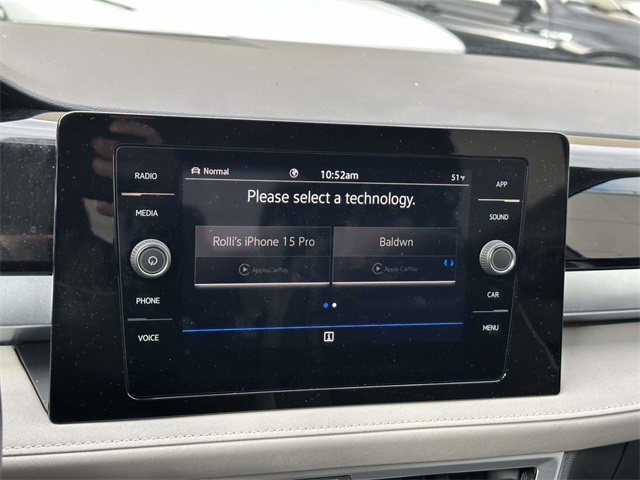 RADIO
MEDIA
PHONE
VOICE
Normal
10:52am
51°F
Please select a technology.
Rolli's iPhone 15 Pro
Apple CarPlay
Baldwn
Apple CarPlay
APP
SOUND
CAR
MENU